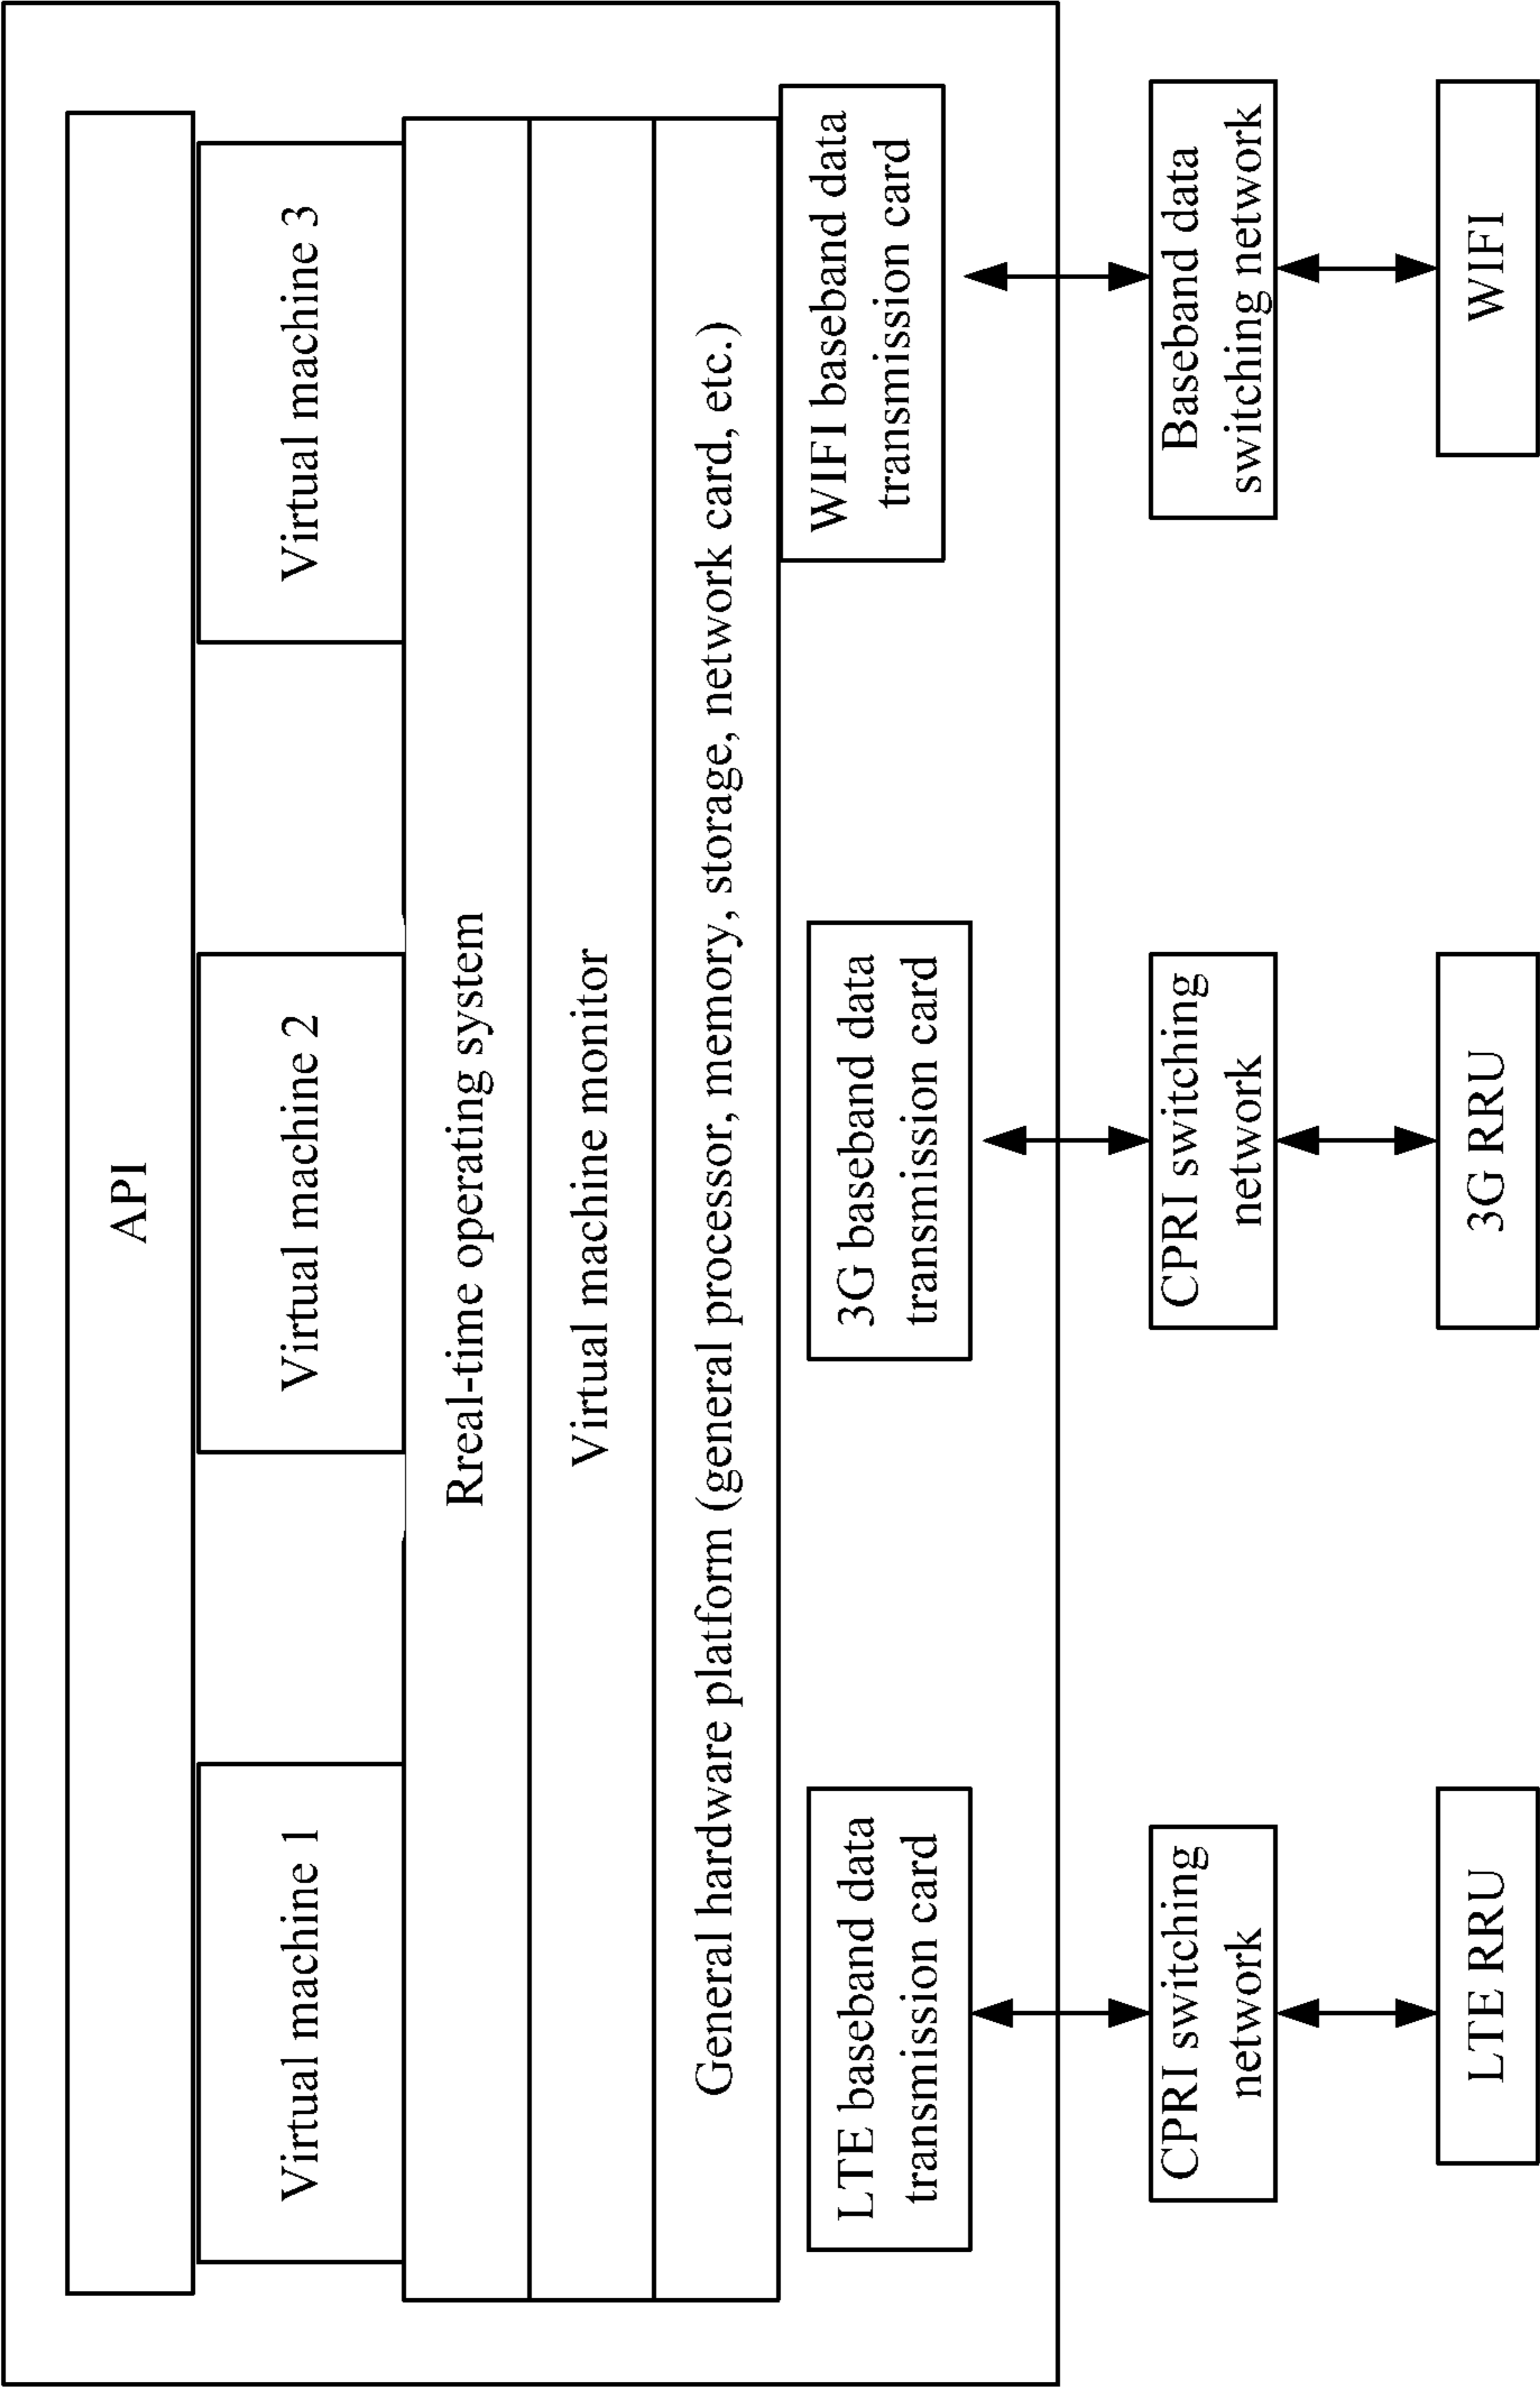 API
Virtual machine 1
Virtual machine 2
Virtual machine 3
Rreal-time operating system
Virtual machine monitor
General hardware platform (general processor, memory, storage, network card, etc.)
LTE baseband data
transmission card
3G baseband data
transmission card
WIFI baseband data
transmission card
CPRI switching
network
CPRI switching
network
Baseband data
switching network
LTE RRU
3G RRU
WIFI